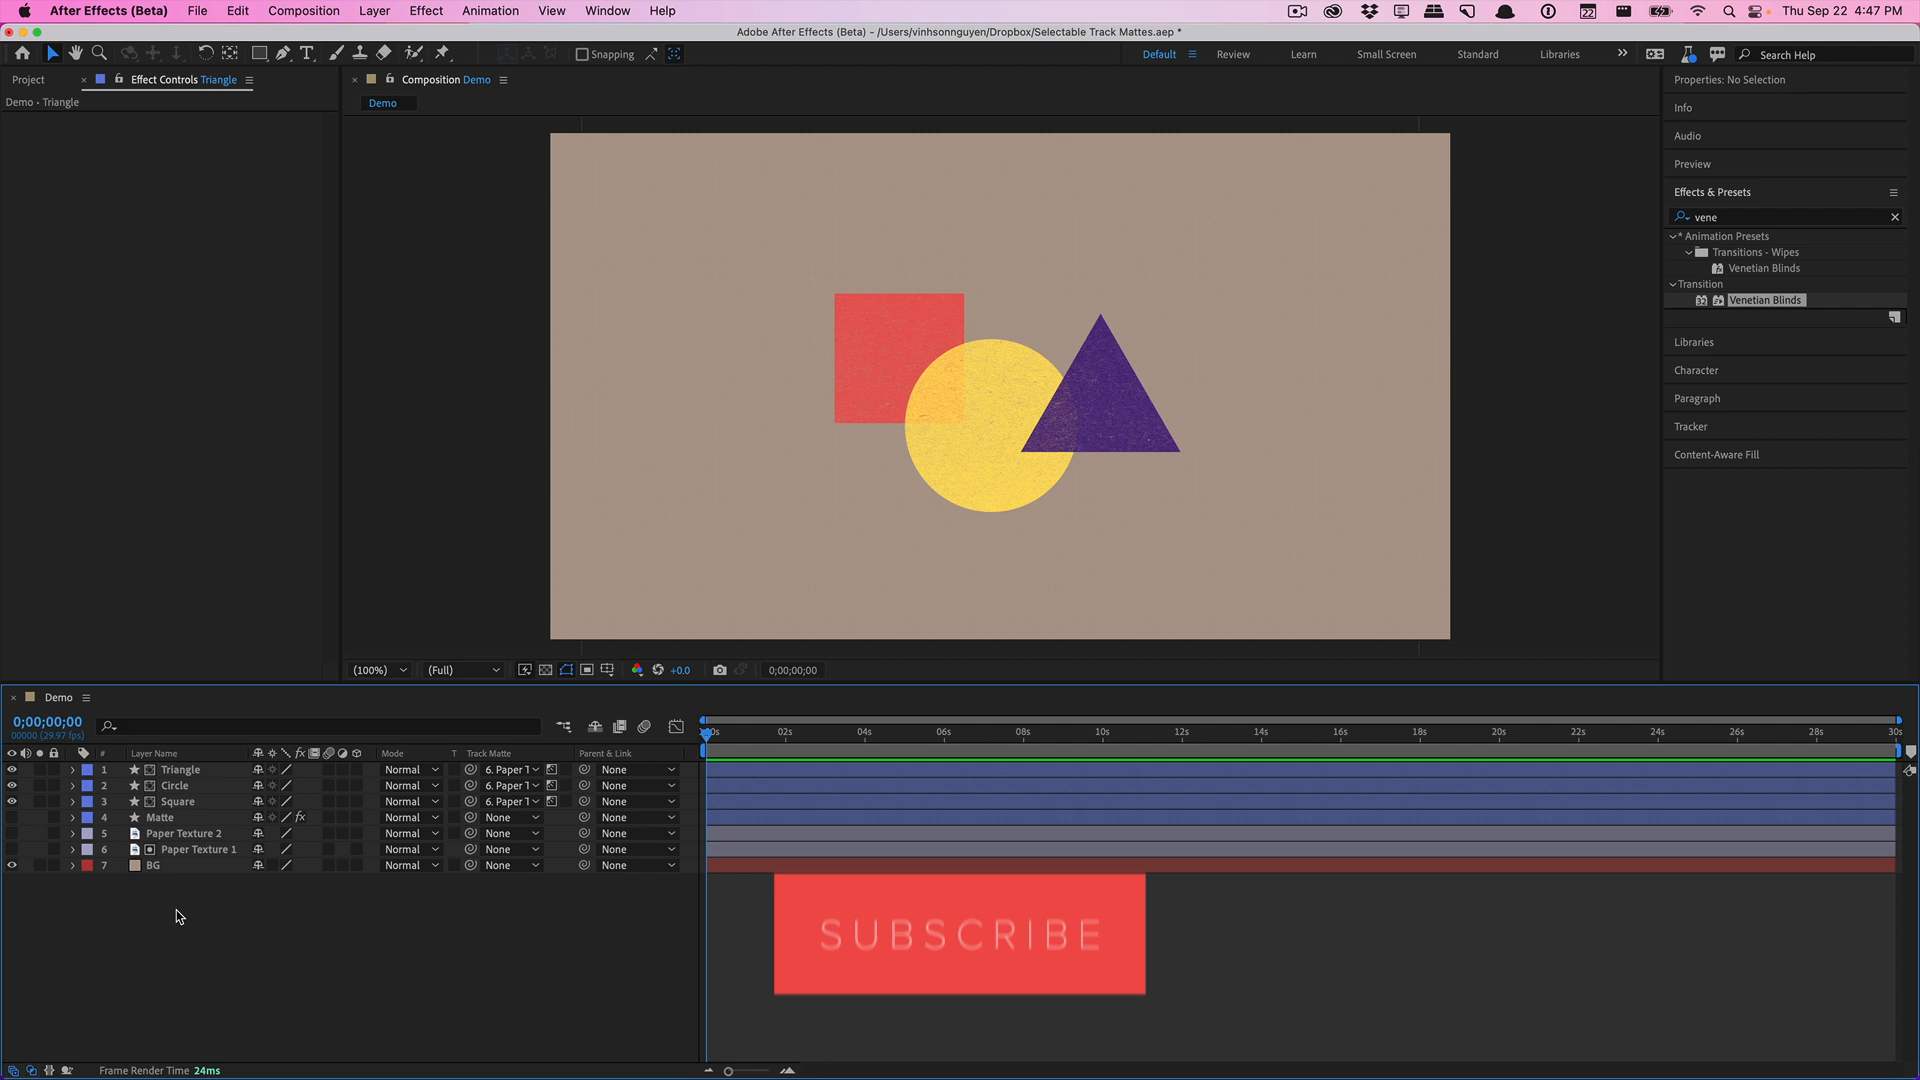 After Effects (Beta) File Edit Composition Layer Effect Animation View Window Help
22
Thu Sep 22 4:47 PM
Adobe After Effects (Beta) - /Users/vinhsonnguyen/Dropbox/Selectable Track Mattes.aep *
Snapping
Default Review Learn Small Screen Standard Libraries
Search Help
Project
Effect Controls Triangle
Composition Demo
Properties: No Selection
Demo • Triangle
Demo
Info
Audio
Preview
Effects & Presets
vene
* Animation Presets
Transitions - Wipes
Venetian Blinds
Transition
32 Venetian Blinds
Libraries
Character
Paragraph
Tracker
Content-Aware Fill
(100%) (Full) +0.0 0;00;00;00
Demo
0;00;00;00
00000 (29.97 fps)
02s 04s 06s 08s 10s 12s 14s 16s 18s 20s 22s 24s 26s 28s 30s
# Layer Name fx Mode T Track Matte Parent & Link
1 Triangle Normal 6. Paper T None
2 Circle Normal 6. Paper T None
3 Square Normal 6. Paper T None
4 Matte fx Normal None None
5 Paper Texture 2 Normal None None
6 Paper Texture 1 Normal None None
7 BG Normal None None
SUBSCRIBE
Frame Render Time 24ms